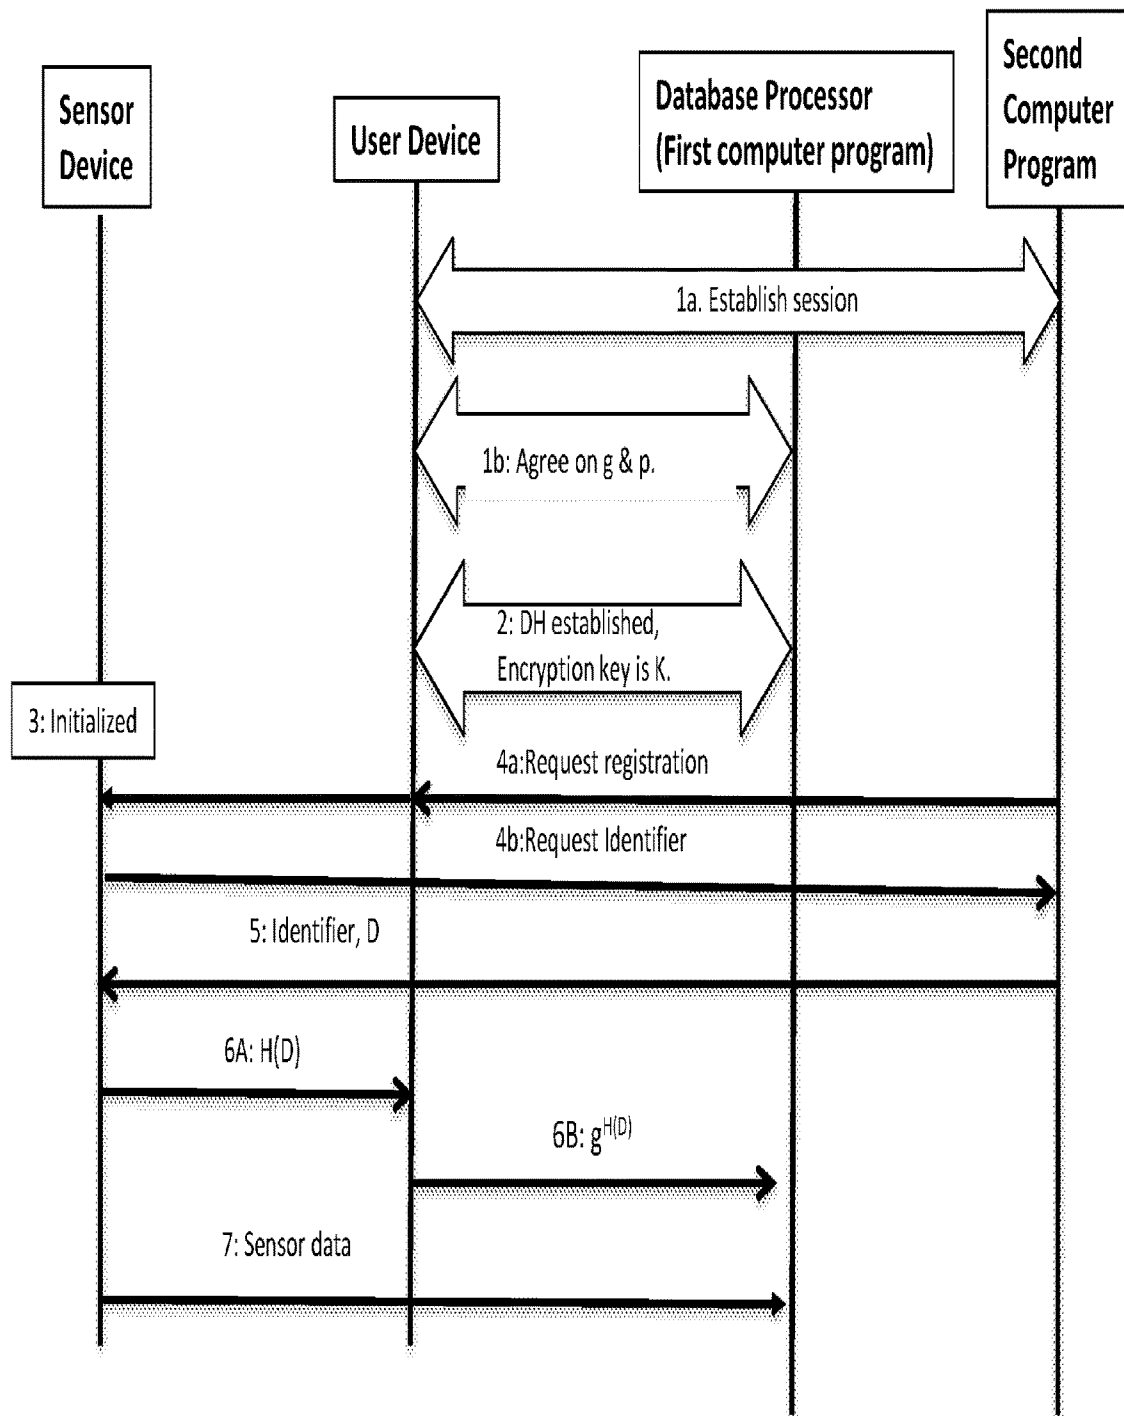 Sensor
Device
User Device
Database Processor
(First computer program)
Second
Computer
Program
1a. Establish session
1b: Agree on g & p.
2: DH established,
Encryption key is K.
3: Initialized
4a:Request registration
4b:Request Identifier
5: Identifier, D
6A: H(D)
6B: g^H(D)
7: Sensor data